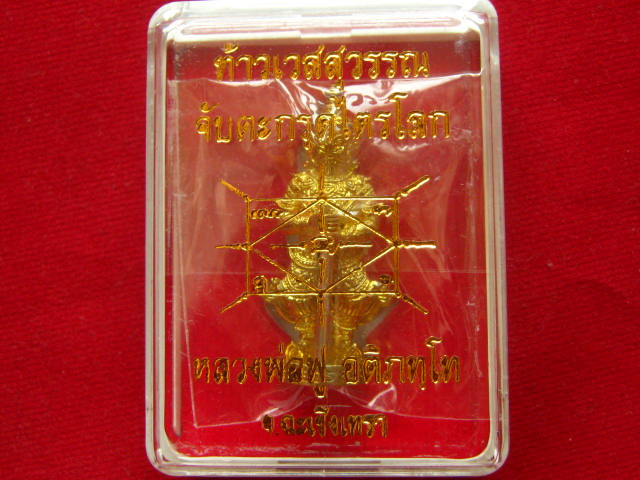 ท้าวเวสสุวรรณ
จับตะกรุดไตรโลก
หลวงพ่อฟู อติภทฺโท
จ.ฉะเชิงเทรา